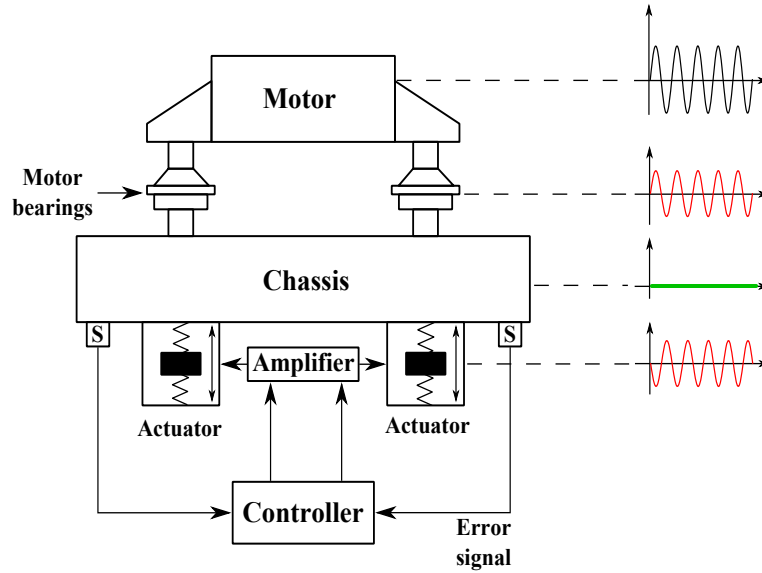 Motor
Motor
bearings
Chassis
S
S
Amplifier
Actuator
Actuator
Controller
Error
signal